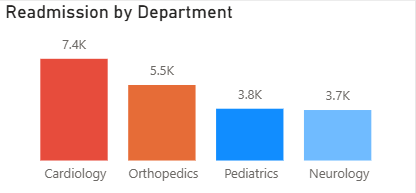 Readmission by Department
7.4K
5.5K
3.8K
3.7K
Cardiology
Orthopedics
Pediatrics
Neurology